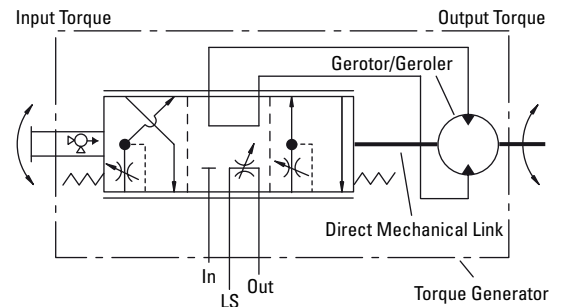 Input Torque
Output Torque
Gerotor/Geroler
Direct Mechanical Link
In
LS
Out
Torque Generator